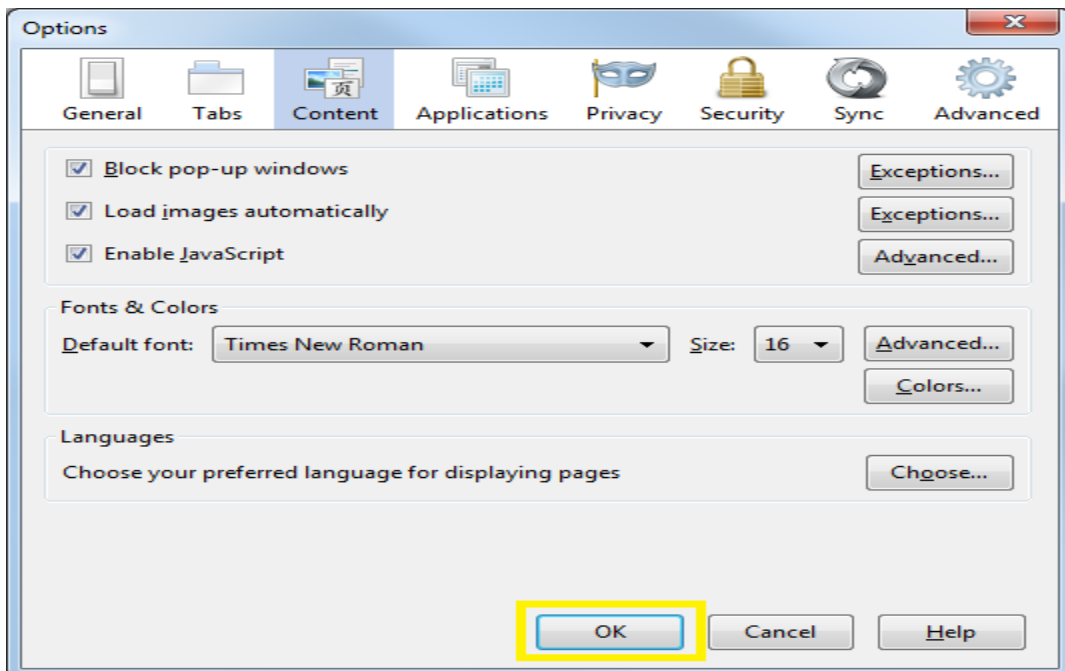 Options
页
General Tabs Content Applications Privacy Security Sync Advanced
Block pop-up windows Exceptions...
Load images automatically Exceptions...
Enable JavaScript Advanced...
Fonts & Colors
Default font: Times New Roman Size: 16 Advanced...
Colors...
Languages
Choose your preferred language for displaying pages Choose...
OK Cancel Help